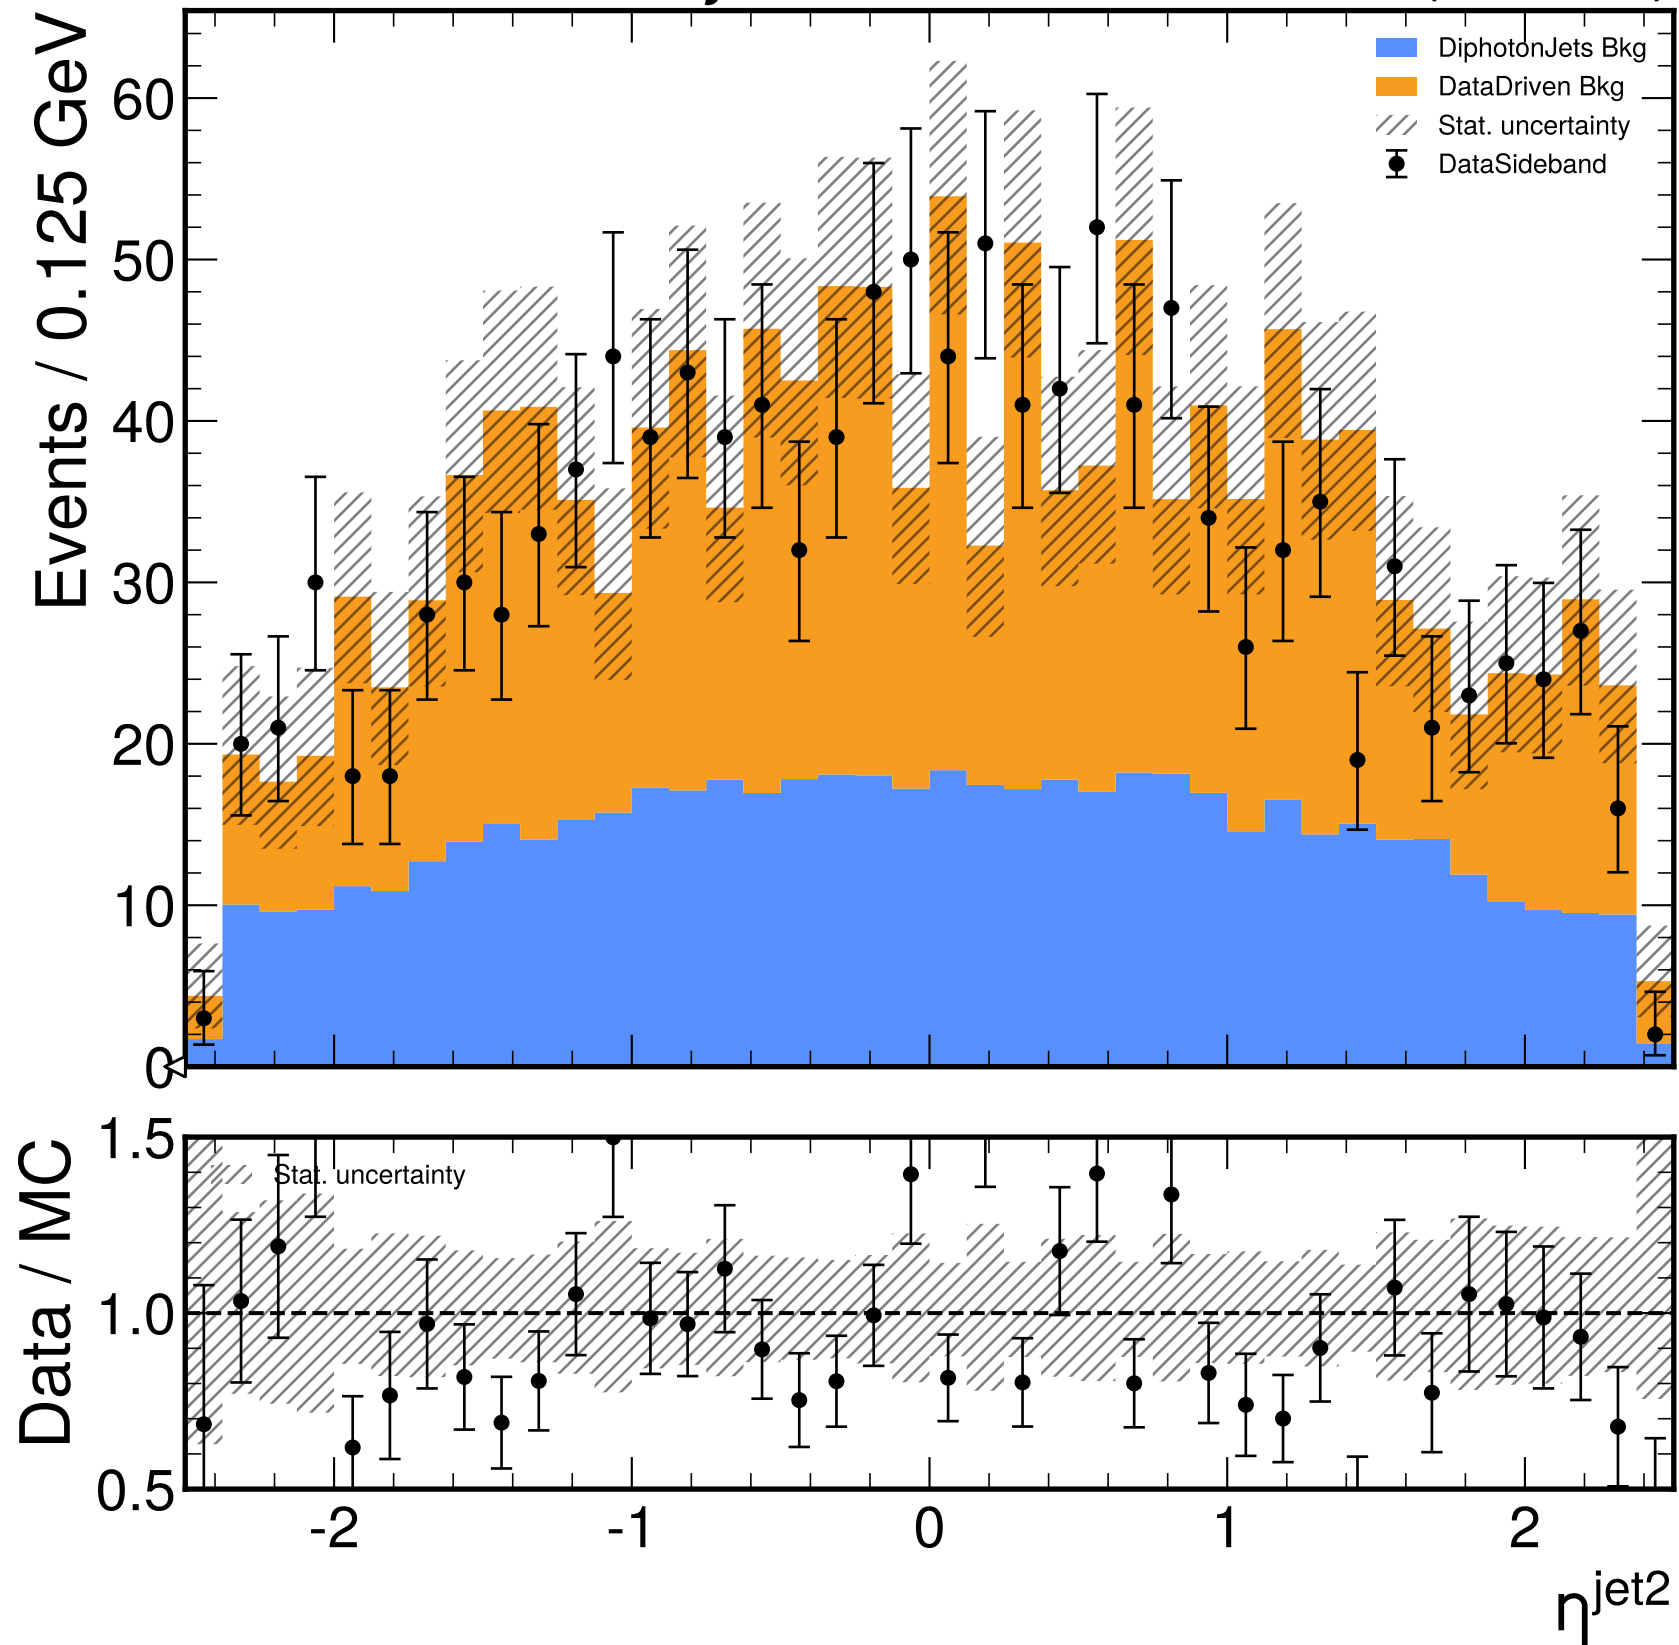 Events / 0.125 GeV
60
50
40
30
20
10
0
DiphotonJets Bkg
DataDriven Bkg
Stat. uncertainty
DataSideband
Data / MC
1.5
1.0
0.5
Stat. uncertainty
-2 -1 0 1 2
η^jet2